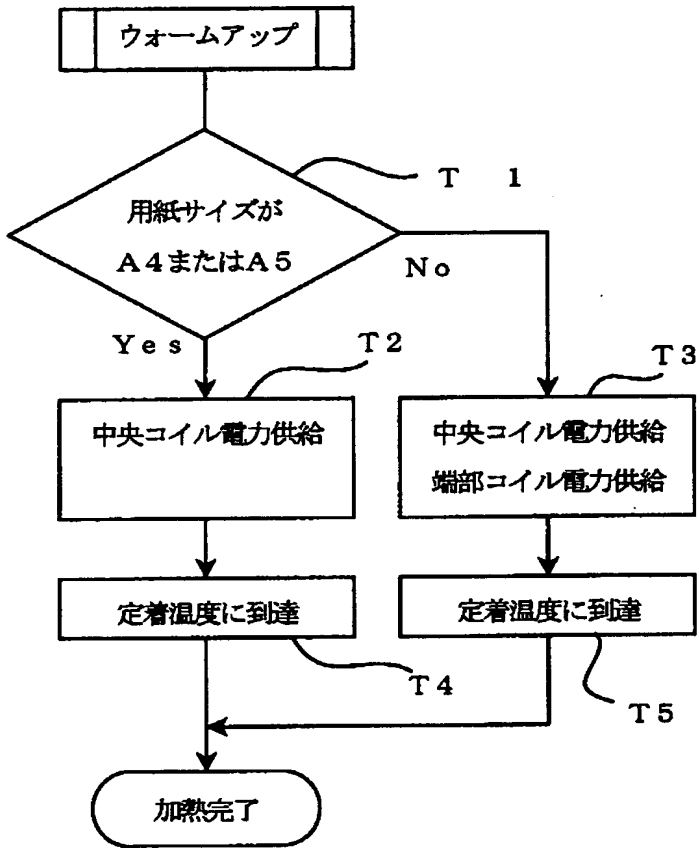 ウォームアップ
T 1
用紙サイズが
A4またはA5
No
Yes
T2
T3
中央コイル電力供給
中央コイル電力供給
端部コイル電力供給
定着温度に到達
定着温度に到達
T4
T5
加熱完了